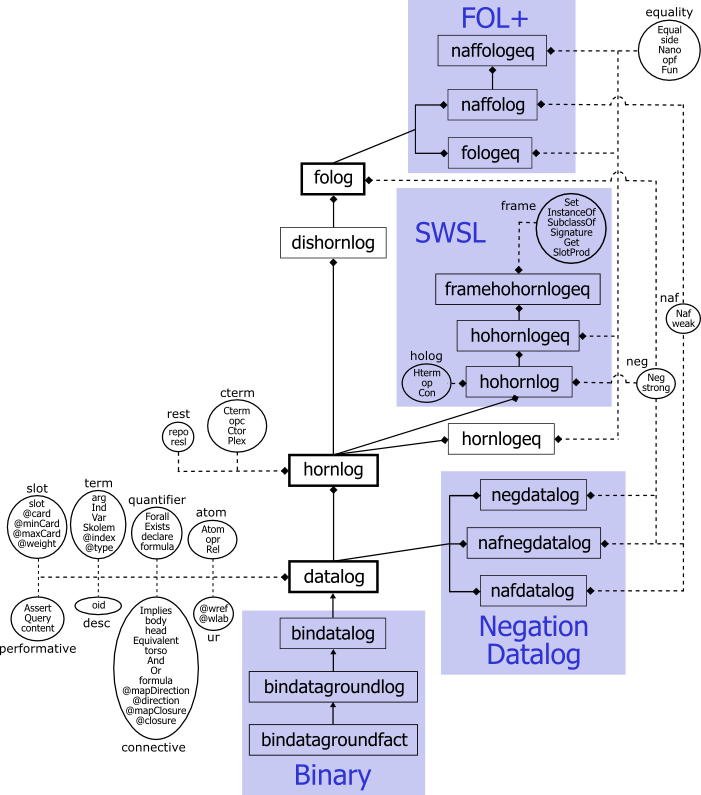 FOL+
equality
naffologeq
Equal
side
Nano
opf
Fun
naffolog
fologeq
folog
frame
Set
InstanceOf
SubclassOf
Signature
Get
SlotProd
SWSL
dishornlog
framehohornlogeq
naf
Naf
weak
hohornlogeq
holog
Hterm
op
Con
hohornlog
neg
Neg
strong
cterm
Cterm
opc
Ctor
Plex
rest
repo
resl
hornlogeq
hornlog
slot
slot
@card
@minCard
@maxCard
@weight
term
arg
Ind
Var
Skolem
@index
@type
quantifier
Forall
Exists
declare
formula
atom
Atom
opr
Rel
negdatalog
nafnegdatalog
nafdatalog
Negation
Datalog
datalog
Assert
Query
content
performative
oid
desc
Implies
body
head
Equivalent
torso
And
Or
formula
@mapDirection
@direction
@mapClosure
@closure
connective
@wref
@wlab
ur
bindatalog
bindatagroundlog
bindatagroundfact
Binary